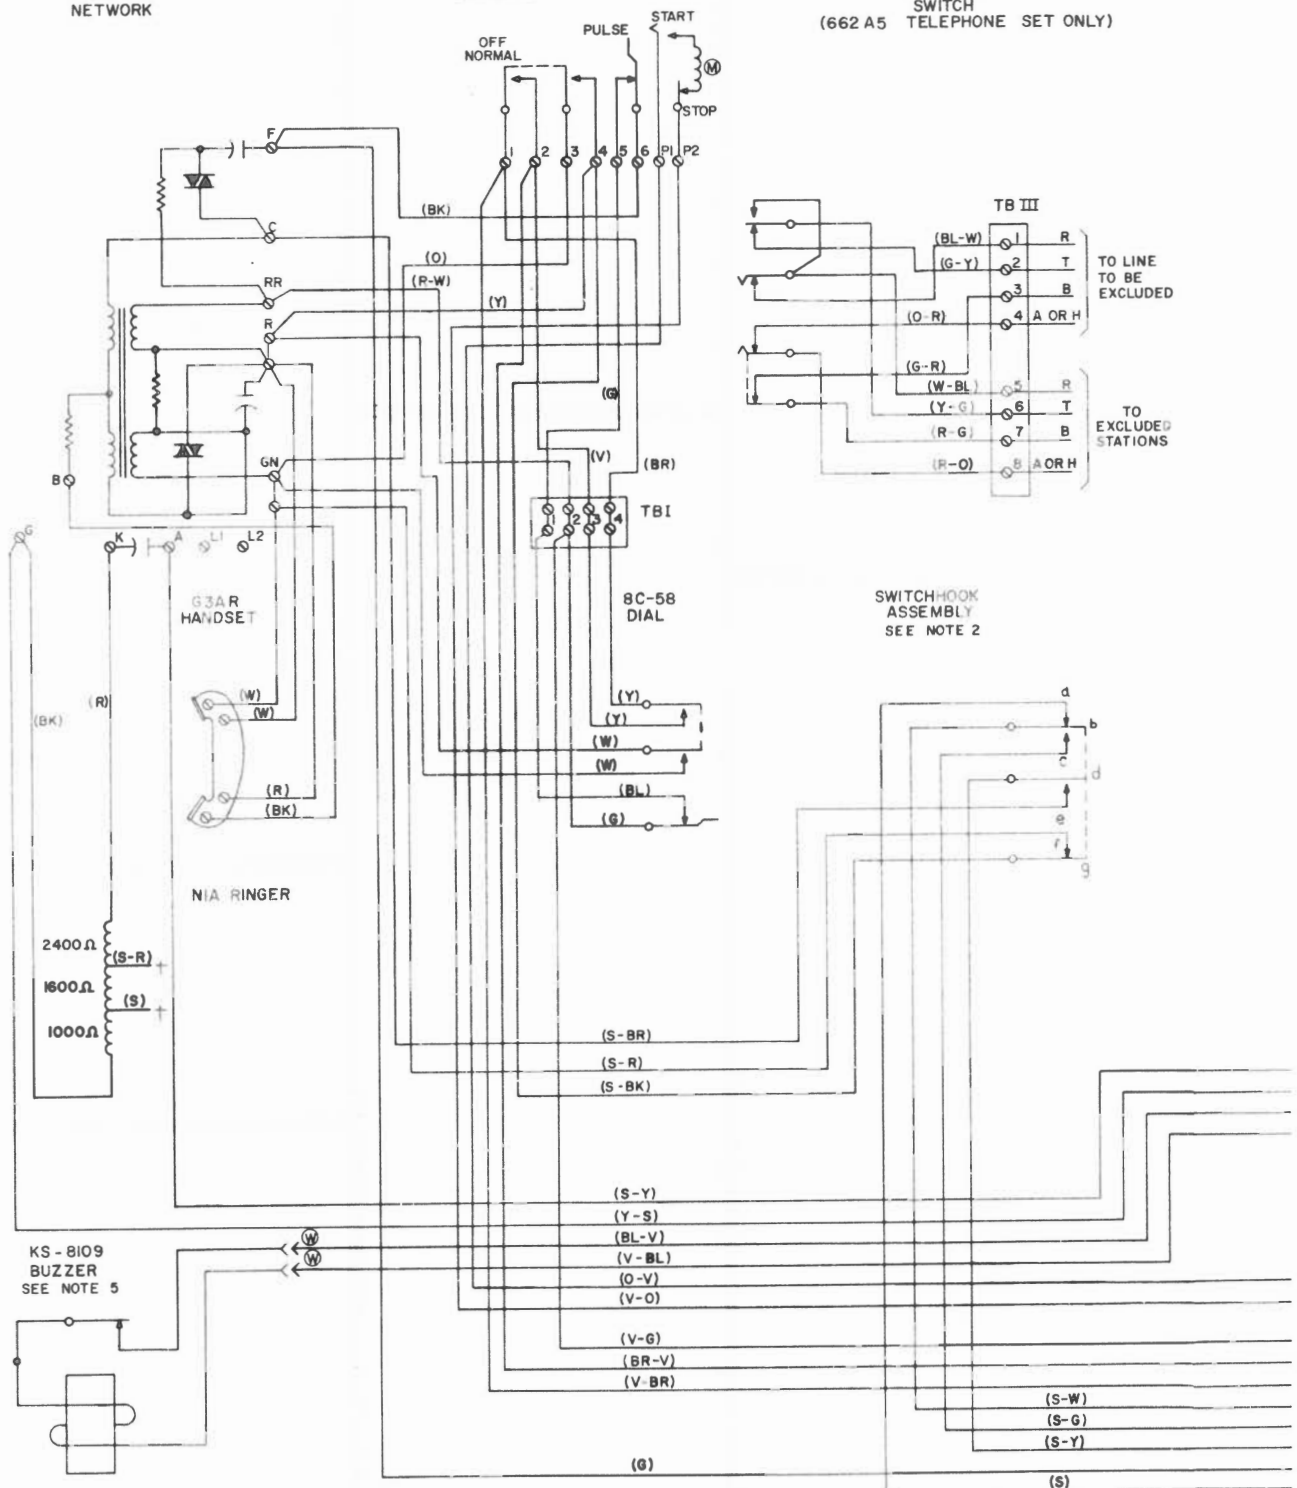 NETWORK
SWITCH
(662 A5 TELEPHONE SET ONLY)
OFF
NORMAL
PULSE
START
M
STOP
1 2 3 4 5 6 P1 P2
F
C
RR
R
GN
B
G
K
A
L1
L2
(BK)
(O)
(R-W)
(Y)
(G)
(V)
(BR)
TBI
1 2 3 4
TB III
(BL-W) 1 R
(G-Y) 2 T
3 B
(O-R) 4 A OR H
TO LINE
TO BE
EXCLUDED
(G-R)
(W-BL) 5 R
(Y-G) 6 T
(R-G) 7 B
(R-O) 8 A OR H
TO
EXCLUDED
STATIONS
G3AR
HANDSET
8C-58
DIAL
SWITCHHOOK
ASSEMBLY
SEE NOTE 2
(R)
(BK)
(W)
(W)
(R)
(BK)
(Y)
(Y)
(W)
(W)
(BL)
(G)
a
b
c
d
e
f
g
N1A RINGER
2400Ω
(S-R)
1600Ω
(S)
1000Ω
(S-BR)
(S-R)
(S-BK)
(S-Y)
(Y-S)
W (BL-V)
W (V-BL)
(O-V)
(V-O)
(V-G)
(BR-V)
(V-BR)
KS-8109
BUZZER
SEE NOTE 5
(S-W)
(S-G)
(S-Y)
(G)
(S)